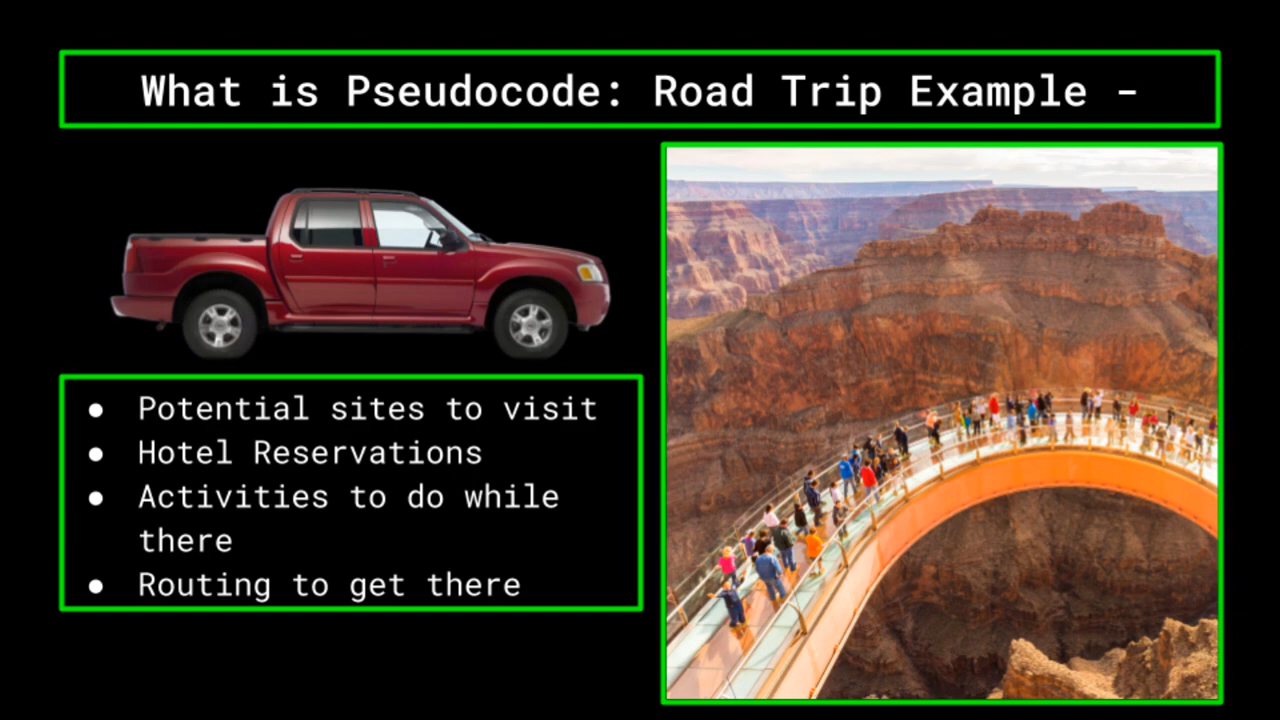 What is Pseudocode: Road Trip Example -
● Potential sites to visit
● Hotel Reservations
● Activities to do while
there
● Routing to get there